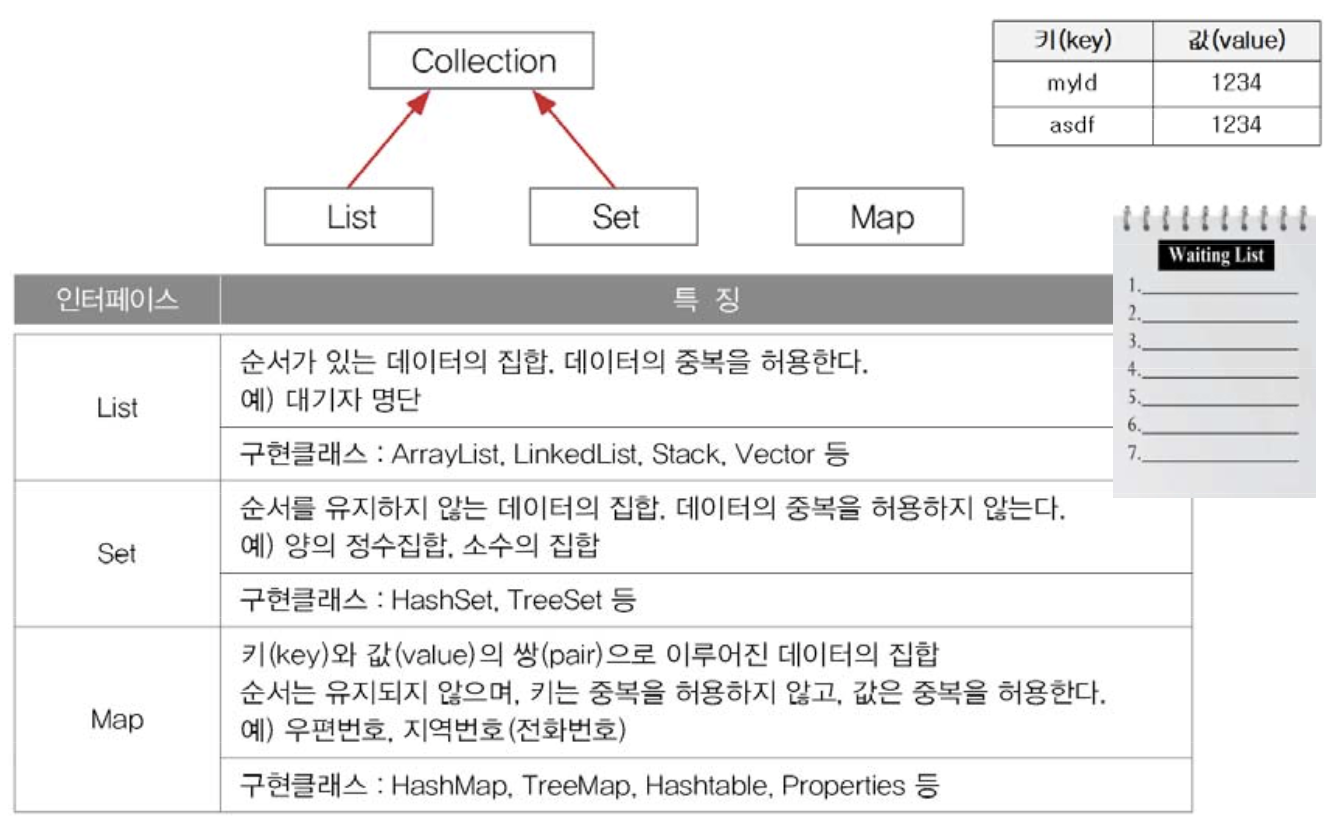 Collection
List
Set
Map
키(key) 값(value)
myId 1234
asdf 1234
Waiting List
1.
2.
3.
4.
5.
6.
7.
인터페이스 특 징
List
순서가 있는 데이터의 집합. 데이터의 중복을 허용한다.
예) 대기자 명단
구현클래스 : ArrayList, LinkedList, Stack, Vector 등
Set
순서를 유지하지 않는 데이터의 집합. 데이터의 중복을 허용하지 않는다.
예) 양의 정수집합, 소수의 집합
구현클래스 : HashSet, TreeSet 등
Map
키(key)와 값(value)의 쌍(pair)으로 이루어진 데이터의 집합
순서는 유지되지 않으며, 키는 중복을 허용하지 않고, 값은 중복을 허용한다.
예) 우편번호, 지역번호(전화번호)
구현클래스 : HashMap, TreeMap, Hashtable, Properties 등